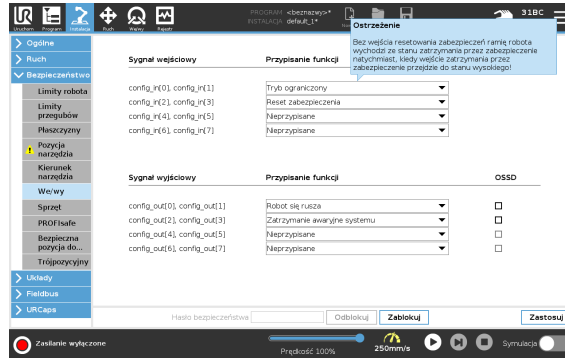 PROGRAM <beznazwy>*
INSTALACJA default_1*
31BC
Uruchom Program Instalacja Ruch We/wy Rejestr
Ostrzeżenie
Bez wejścia resetowania zabezpieczeń ramię robota
wychodzi ze stanu zatrzymania przez zabezpieczenie
natychmiast, kiedy wejście zatrzymania przez
zabezpieczenie przejdzie do stanu wysokiego!
Ogólne
Ruch
Bezpieczeństwo
Limity robota
Limity
przegubów
Płaszczyzny
Pozycja
narzędzia
Kierunek
narzędzia
We/wy
Sprzęt
PROFIsafe
Bezpieczna
pozycja do...
Trójpozycyjny
Układy
Fieldbus
URCaps
Sygnał wejściowy Przypisanie funkcji
config_in[0], config_in[1] Tryb ograniczony
config_in[2], config_in[3] Reset zabezpieczenia
config_in[4], config_in[5] Nieprzypisane
config_in[6], config_in[7] Nieprzypisane
Sygnał wyjściowy Przypisanie funkcji OSSD
config_out[0], config_out[1] Robot się rusza
config_out[2], config_out[3] Zatrzymanie awaryjne systemu
config_out[4], config_out[5] Nieprzypisane
config_out[6], config_out[7] Nieprzypisane
Hasło bezpieczeństwa Odblokuj Zablokuj Zastosuj
Zasilanie wyłączone
Prędkość 100%
250mm/s
Symulacja